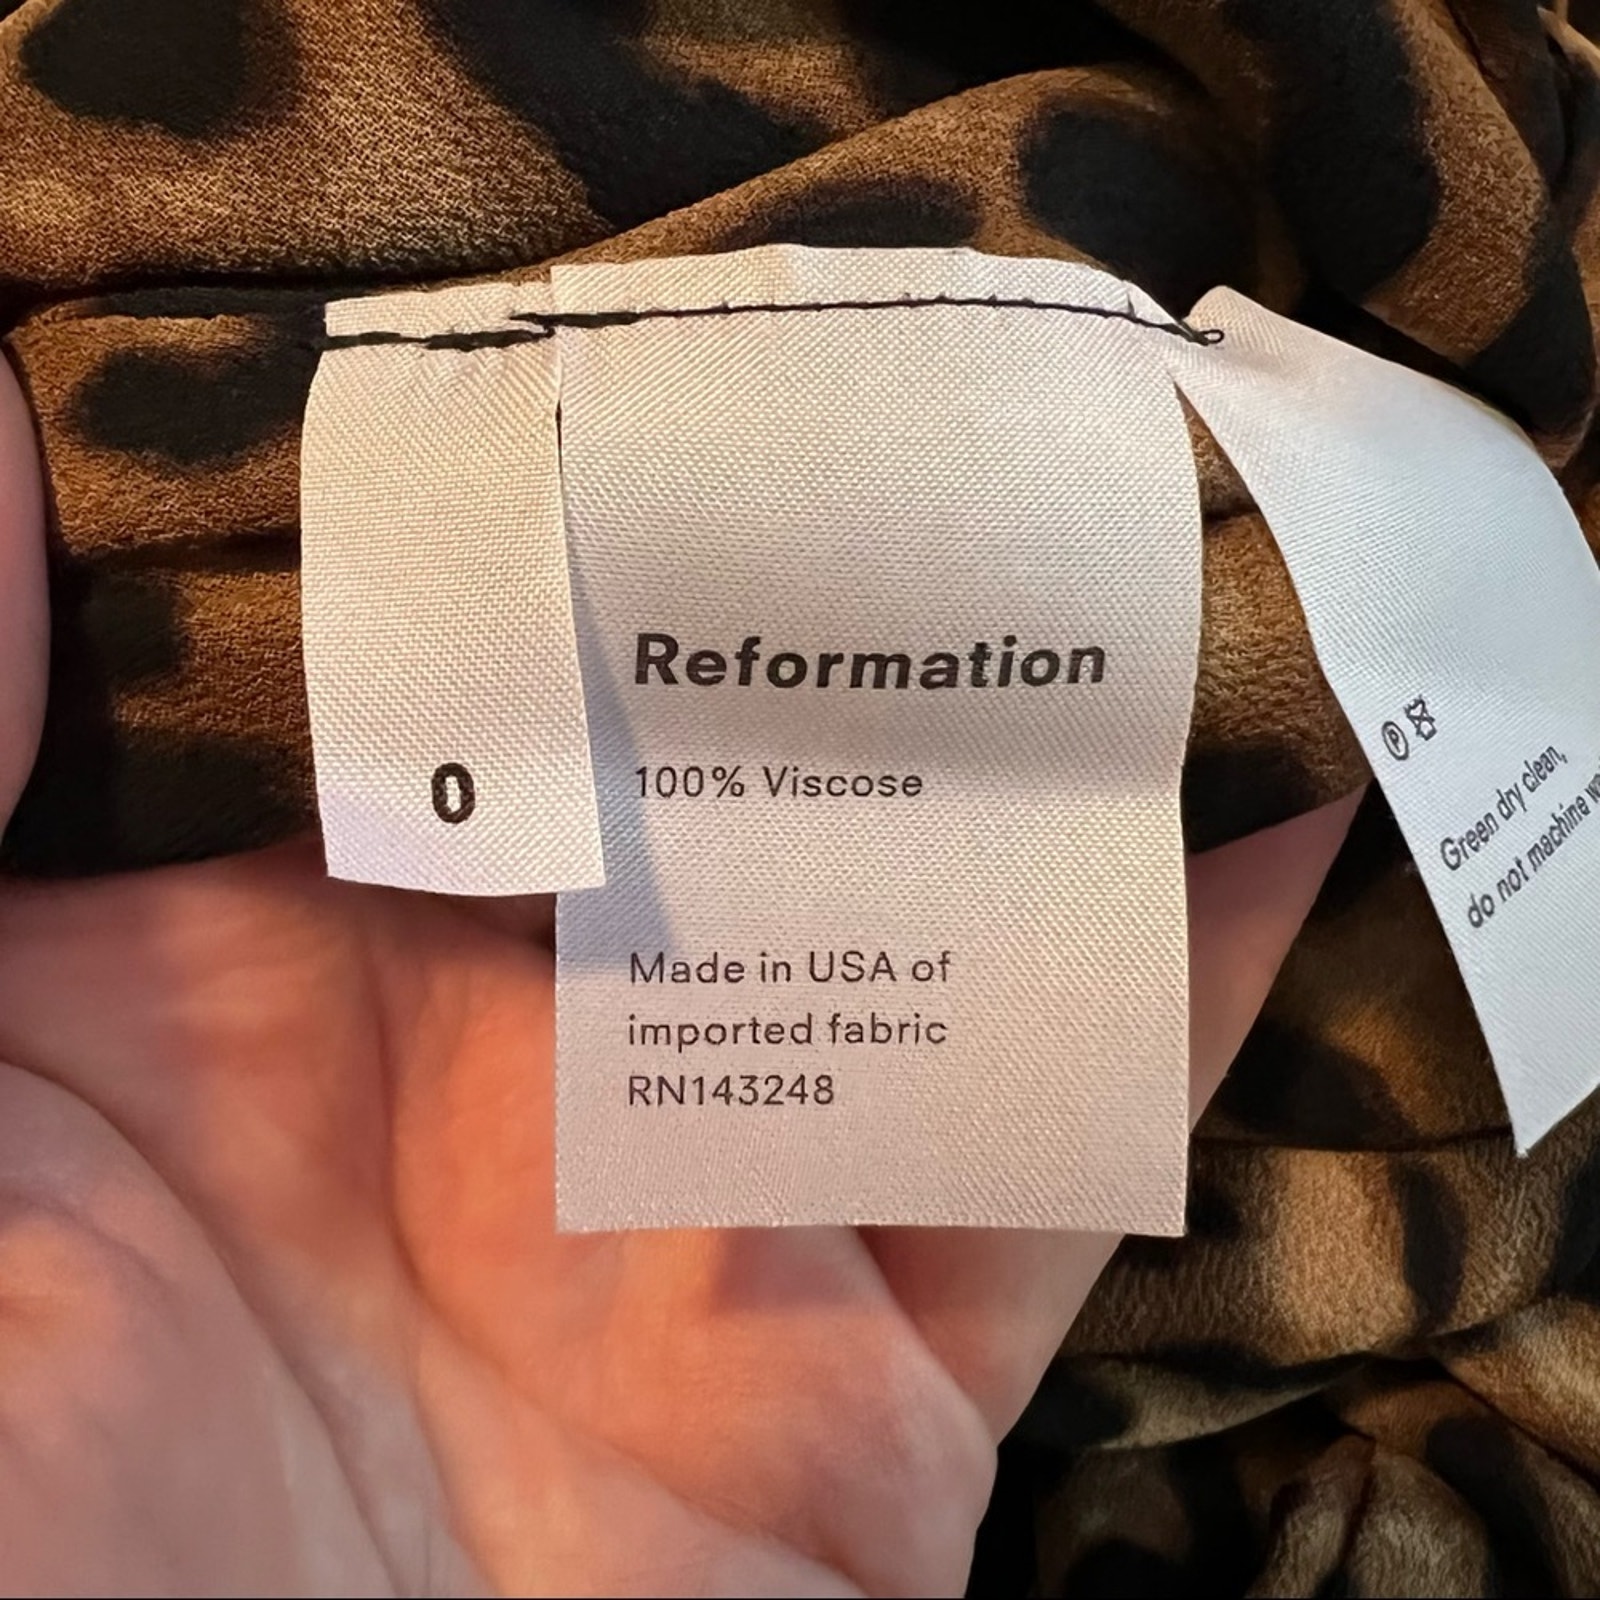 0
Reformation
100% Viscose
Made in USA of
imported fabric
RN143248
P
Green dry clean,
do not machine